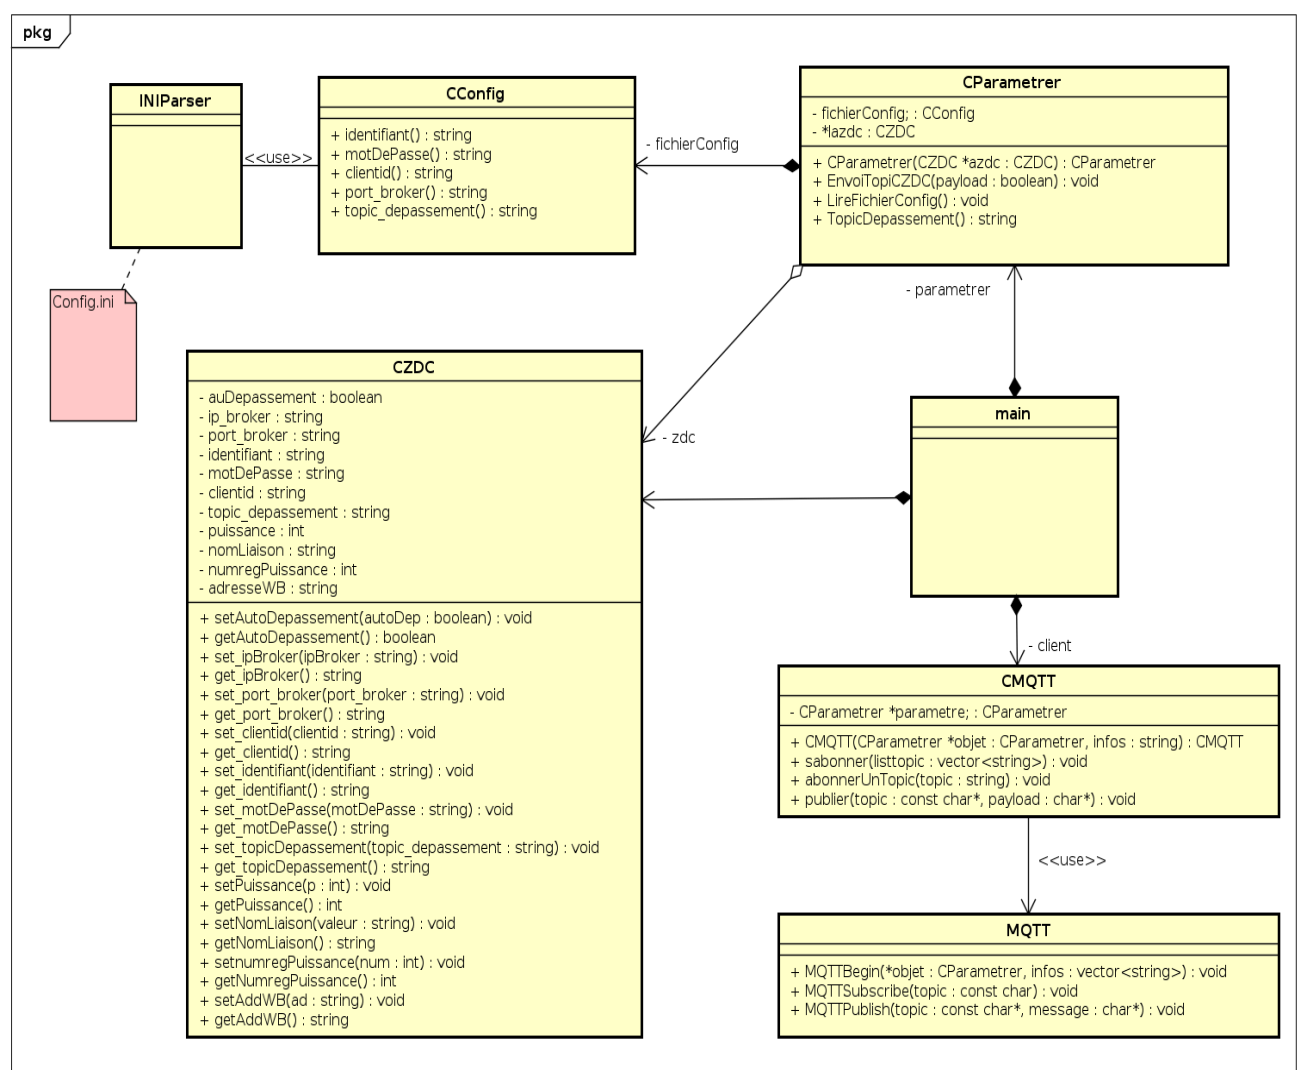 pkg
INIParser
<<use>>
Config.ini
CConfig
+ identifiant() : string
+ motDePasse() : string
+ clientid() : string
+ port_broker() : string
+ topic_depassement() : string
- fichierConfig
CParametrer
- fichierConfig; : CConfig
- *lazdc : CZDC
+ CParametrer(CZDC *azdc : CZDC) : CParametrer
+ EnvoiTopiCZDC(payload : boolean) : void
+ LireFichierConfig() : void
+ TopicDepassement() : string
- parametrer
- zdc
CZDC
- auDepassement : boolean
- ip_broker : string
- port_broker : string
- identifiant : string
- motDePasse : string
- clientid : string
- topic_depassement : string
- puissance : int
- nomLiaison : string
- numregPuissance : int
- adresseWB : string
+ setAutoDepassement(autoDep : boolean) : void
+ getAutoDepassement() : boolean
+ set_ipBroker(ipBroker : string) : void
+ get_ipBroker() : string
+ set_port_broker(port_broker : string) : void
+ get_port_broker() : string
+ set_clientid(clientid : string) : void
+ get_clientid() : string
+ set_identifiant(identifiant : string) : void
+ get_identifiant() : string
+ set_motDePasse(motDePasse : string) : void
+ get_motDePasse() : string
+ set_topicDepassement(topic_depassement : string) : void
+ get_topicDepassement() : string
+ setPuissance(p : int) : void
+ getPuissance() : int
+ setNomLiaison(valeur : string) : void
+ getNomLiaison() : string
+ setnumregPuissance(num : int) : void
+ getNumregPuissance() : int
+ setAddWB(ad : string) : void
+ getAddWB() : string
main
- client
CMQTT
- CParametrer *parametre; : CParametrer
+ CMQTT(CParametrer *objet : CParametrer, infos : string) : CMQTT
+ sabonner(listtopic : vector<string>) : void
+ abonnerUnTopic(topic : string) : void
+ publier(topic : const char*, payload : char*) : void
<<use>>
MQTT
+ MQTTBegin(*objet : CParametrer, infos : vector<string>) : void
+ MQTTSubscribe(topic : const char) : void
+ MQTTPublish(topic : const char*, message : char*) : void